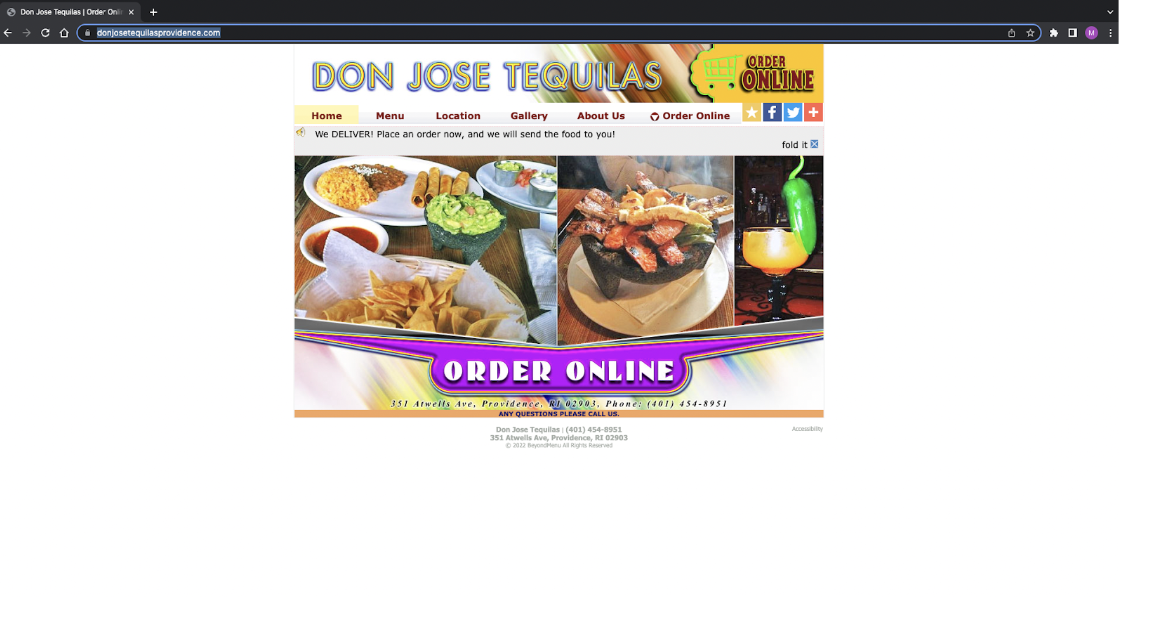 Don Jose Tequilas | Order Onli
donjosetequilasprovidence.com
M
DON JOSE TEQUILAS
ORDER
ONLINE
Home Menu Location Gallery About Us Order Online
We DELIVER! Place an order now, and we will send the food to you!
fold it
ORDER ONLINE
351 Atwells Ave, Providence, RI 02903, Phone: (401) 454-8951
ANY QUESTIONS PLEASE CALL US.
Don Jose Tequilas | (401) 454-8951
Accessibility
351 Atwells Ave, Providence, RI 02903
© 2022 BeyondMenu All Rights Reserved